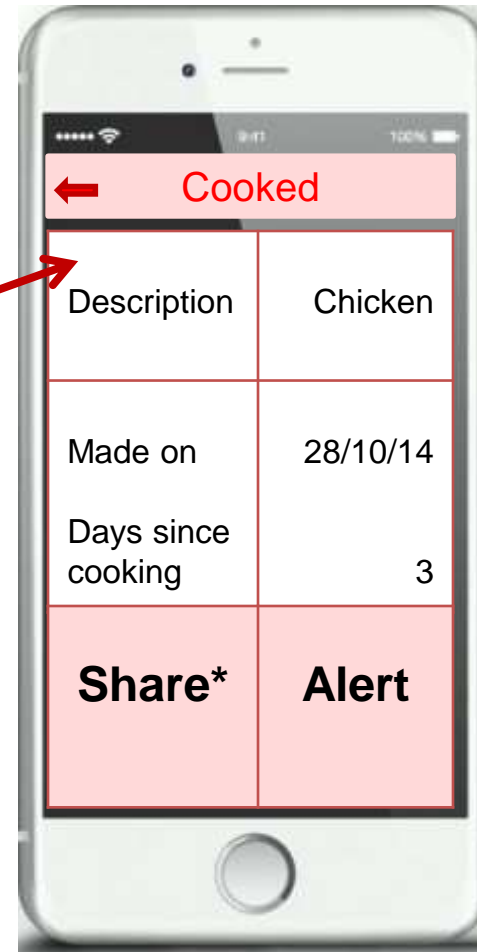 9:41 100%
Cooked
Description Chicken
Made on 28/10/14
Days since
cooking 3
Share* Alert